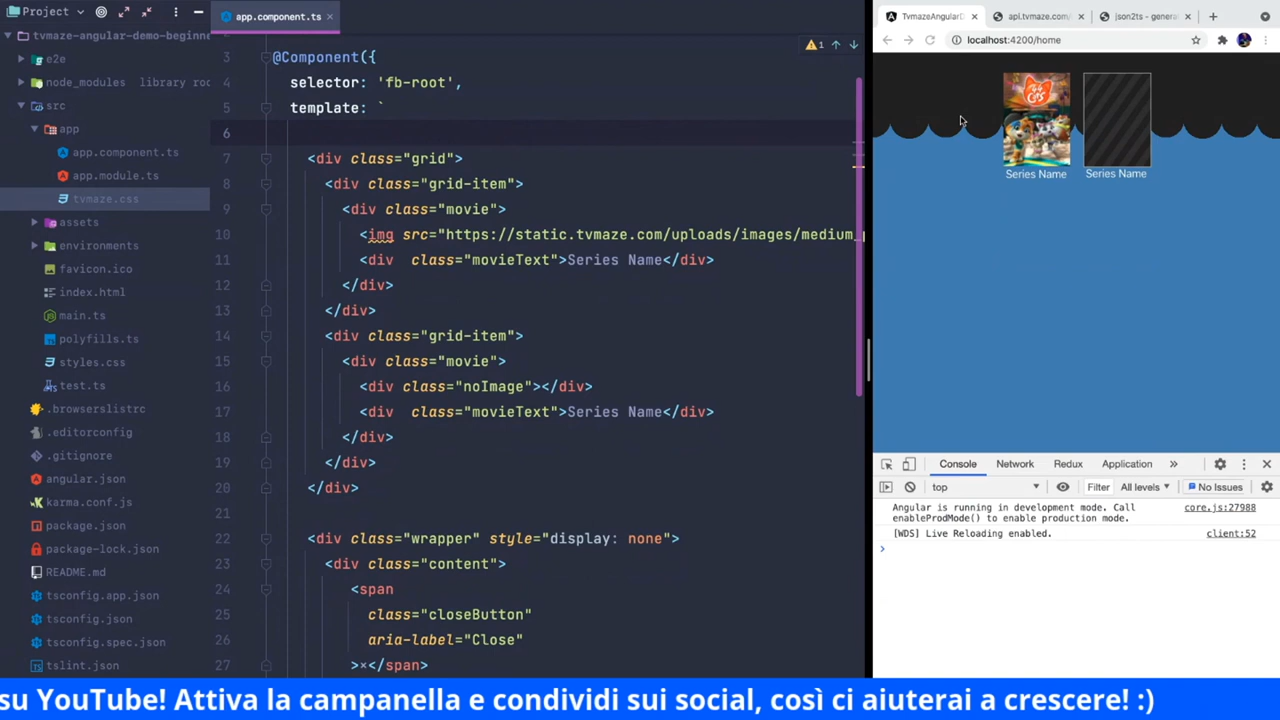 Project
app.component.ts
tvmaze-angular-demo-beginne
e2e
node_modules library roo
src
app
app.component.ts
app.module.ts
tvmaze.css
assets
environments
favicon.ico
index.html
main.ts
polyfills.ts
styles.css
test.ts
.browserslistrc
.editorconfig
.gitignore
angular.json
karma.conf.js
package.json
package-lock.json
README.md
tsconfig.app.json
tsconfig.json
tsconfig.spec.json
tslint.json
1
3 @Component({
4 selector: 'fb-root',
5 template: `
6
7 <div class="grid">
8 <div class="grid-item">
9 <div class="movie">
10 <img src="https://static.tvmaze.com/uploads/images/medium_p
11 <div class="movieText">Series Name</div>
12 </div>
13 </div>
14 <div class="grid-item">
15 <div class="movie">
16 <div class="noImage"></div>
17 <div class="movieText">Series Name</div>
18 </div>
19 </div>
20 </div>
21
22 <div class="wrapper" style="display: none">
23 <div class="content">
24 <span
25 class="closeButton"
26 aria-label="Close"
27 >×</span>
TvmazeAngularD
api.tvmaze.com/
json2ts - genera
localhost:4200/home
44 CATS
Series Name
Series Name
Console
Network
Redux
Application
top
Filter
All levels
No Issues
Angular is running in development mode. Call core.js:27988
enableProdMode() to enable production mode.
[WDS] Live Reloading enabled. client:52
su YouTube! Attiva la campanella e condividi sui social, così ci aiuterai a crescere! :)